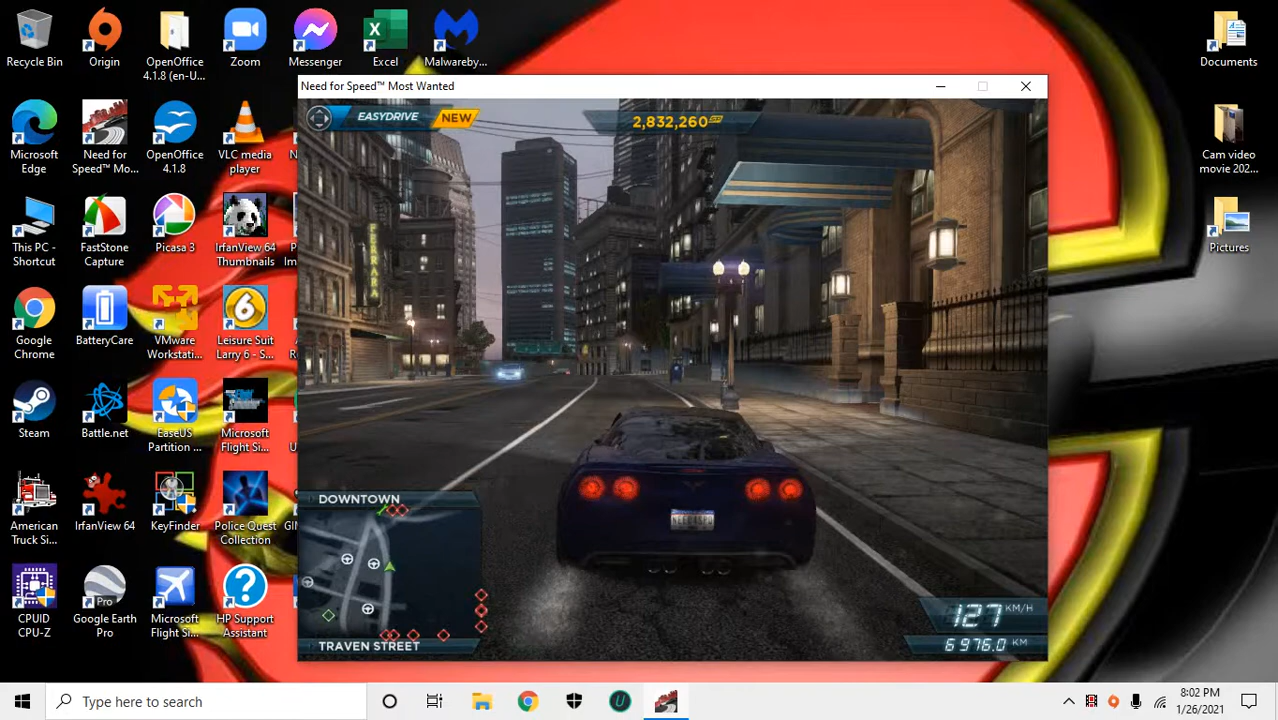 Recycle Bin
Origin
OpenOffice
4.1.8 (en-U...
Zoom
Messenger
Excel
Malwareby...
Documents
Microsoft
Edge
Need for
Speed™ Mo...
OpenOffice
4.1.8
VLC media
player
Cam video
movie 202...
This PC -
Shortcut
FastStone
Capture
Picasa 3
IrfanView 64
Thumbnails
Pictures
Google
Chrome
BatteryCare
VMware
Workstati...
Leisure Suit
Larry 6 - S...
Steam
Battle.net
EaseUS
Partition ...
Microsoft
Flight Si...
American
Truck Si...
IrfanView 64
KeyFinder
Police Quest
Collection
CPUID
CPU-Z
Google Earth
Pro
Microsoft
Flight Si...
HP Support
Assistant
Need for Speed™ Most Wanted
EASYDRIVE
NEW
2,832,260
FERRARA
NEED4SPD
DOWNTOWN
TRAVEN STREET
127 KM/H
6976.0 KM
Type here to search
8:02 PM
1/26/2021